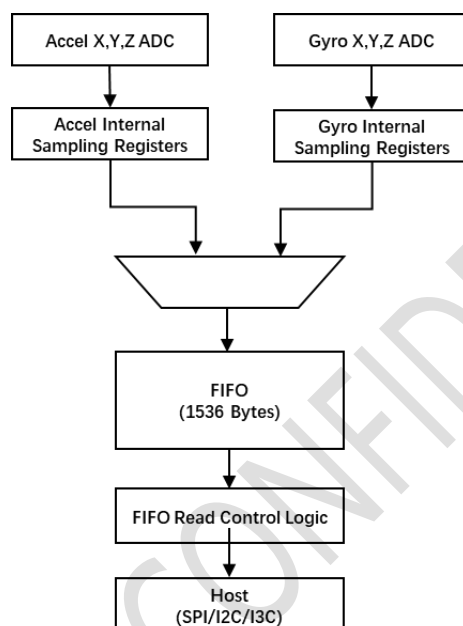 Accel X,Y,Z ADC
Gyro X,Y,Z ADC
Accel Internal
Sampling Registers
Gyro Internal
Sampling Registers
FIFO
(1536 Bytes)
FIFO Read Control Logic
Host
(SPI/I2C/I3C)
CONFID